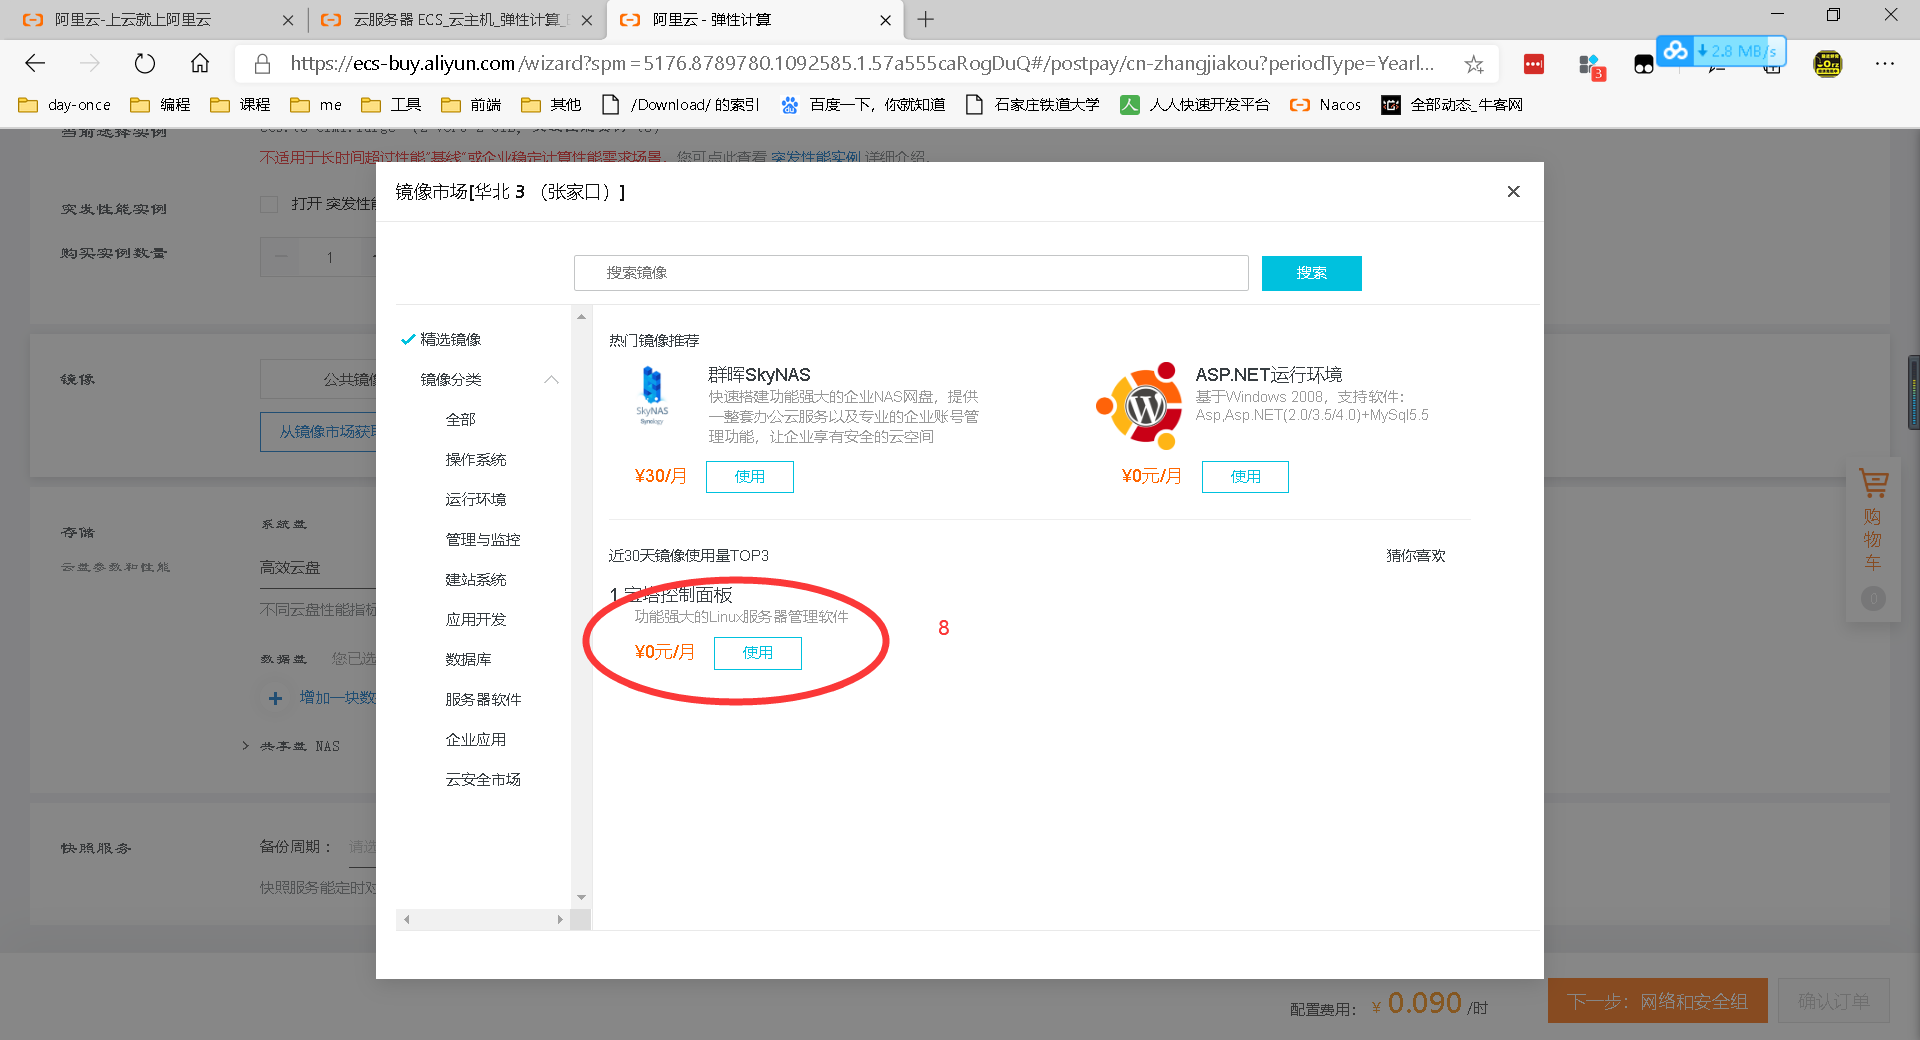 阿里云-上云就上阿里云
云服务器 ECS_云主机_弹性计算_
阿里云 - 弹性计算
https://ecs-buy.aliyun.com/wizard?spm=5176.8789780.1092585.1.57a555caRogDuQ#/postpay/cn-zhangjiakou?periodType=Yearl...
3
2.8 MB/s
day-once
编程
课程
me
工具
前端
其他
/Download/ 的索引
百度一下，你就知道
石家庄铁道大学
人人快速开发平台
Nacos
全部动态_牛客网
当前选择实例
不适用于长时间超过性能“基线”或企业稳定计算性能需求场景，您可点此查看 突发性能实例 详细介绍。
突发性能实例
打开 突发性能
购买实例数量
1
镜像市场[华北 3 （张家口）]
搜索镜像
搜索
镜像
公共镜像
从镜像市场获取
精选镜像
镜像分类
全部
操作系统
运行环境
管理与监控
建站系统
应用开发
数据库
服务器软件
企业应用
云安全市场
热门镜像推荐
SkyNAS
Synology
群晖SkyNAS
快速搭建功能强大的企业NAS网盘，提供
一整套办公云服务以及专业的企业账号管
理功能，让企业享有安全的云空间
¥30/月
使用
ASP.NET运行环境
基于Windows 2008，支持软件：
Asp,Asp.NET(2.0/3.5/4.0)+MySql5.5
¥0元/月
使用
近30天镜像使用量TOP3
猜你喜欢
1 宝塔控制面板
功能强大的Linux服务器管理软件
¥0元/月
使用
8
存储
云盘参数和性能
系统盘
高效云盘
不同云盘性能指标
数据盘
您已选
增加一块数
共享盘 NAS
快照服务
备份周期：
请选
快照服务能定时对
购物车
0
配置费用：
¥ 0.090 /时
下一步：网络和安全组
确认订单